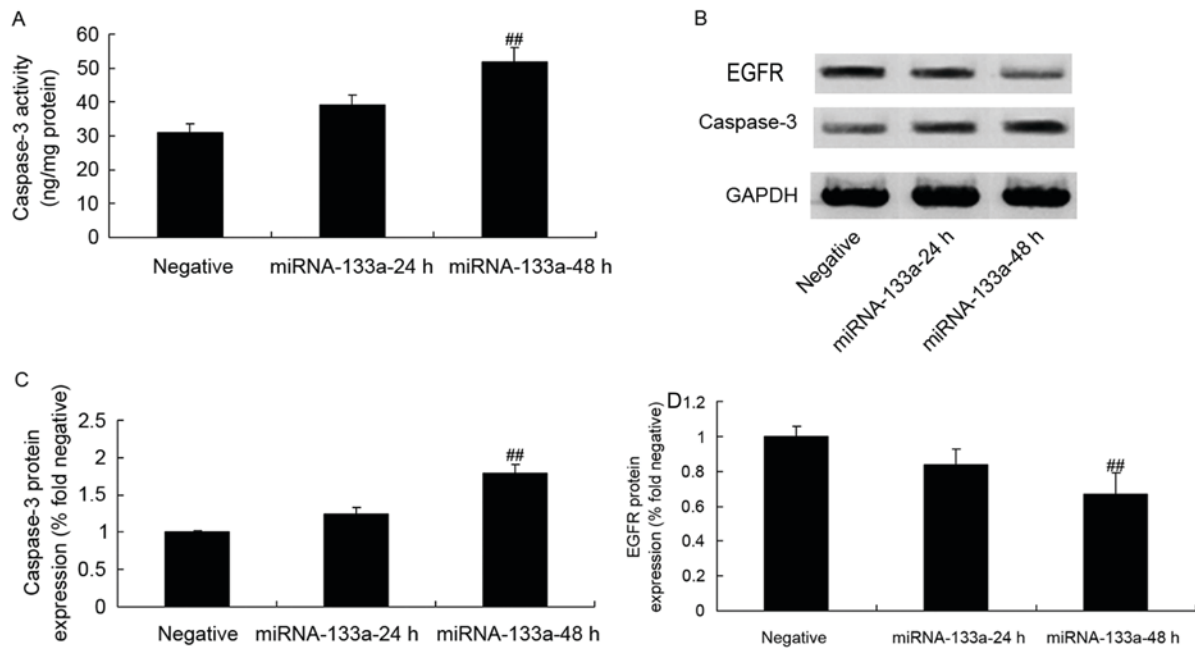 A
Caspase-3 activity
(ng/mg protein)
60
50
40
30
20
10
0
##
Negative
miRNA-133a-24 h
miRNA-133a-48 h
B
EGFR
Caspase-3
GAPDH
Negative
miRNA-133a-24 h
miRNA-133a-48 h
C
Caspase-3 protein
expression (% fold negative)
2.5
2
1.5
1
0.5
0
##
Negative
miRNA-133a-24 h
miRNA-133a-48 h
D
EGFR protein
expression (% fold negative)
1.2
1
0.8
0.6
0.4
0.2
0
##
Negative
miRNA-133a-24 h
miRNA-133a-48 h